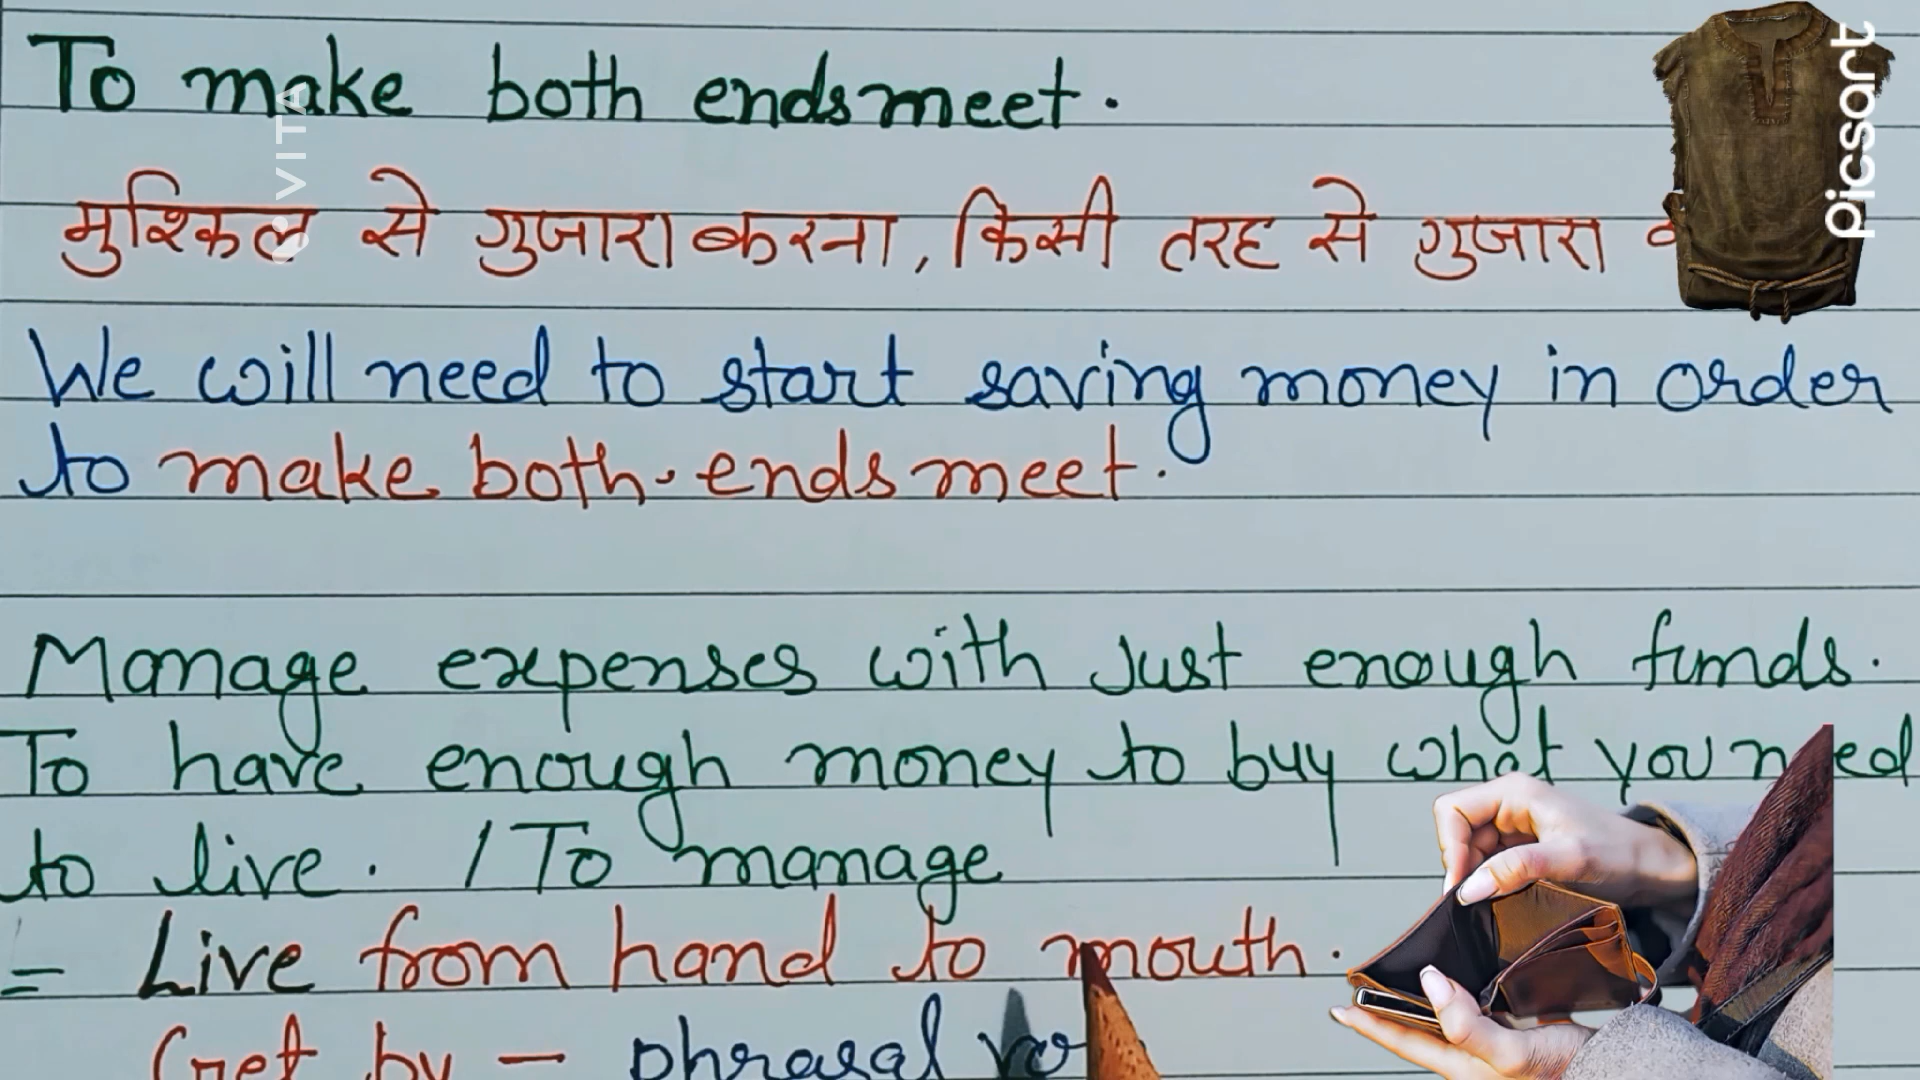 To make both ends meet.
मुश्किल से गुजारा करना, किसी तरह से गुजारा
We will need to start saving money in order
to make both ends meet.
Manage expenses with Just enough funds.
To have enough money to buy what you need
to live. / To manage
= Live from hand to mouth.
Get by - phrasal
VITA
picsart